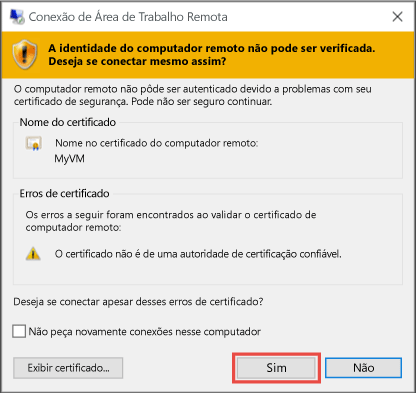 Conexão de Área de Trabalho Remota
A identidade do computador remoto não pode ser verificada.
Deseja se conectar mesmo assim?
O computador remoto não pôde ser autenticado devido a problemas com seu
certificado de segurança. Pode não ser seguro continuar.
Nome do certificado
Nome no certificado do computador remoto:
MyVM
Erros de certificado
Os erros a seguir foram encontrados ao validar o certificado de
computador remoto:
O certificado não é de uma autoridade de certificação confiável.
Deseja se conectar apesar desses erros de certificado?
Não peça novamente conexões nesse computador
Exibir certificado... Sim Não